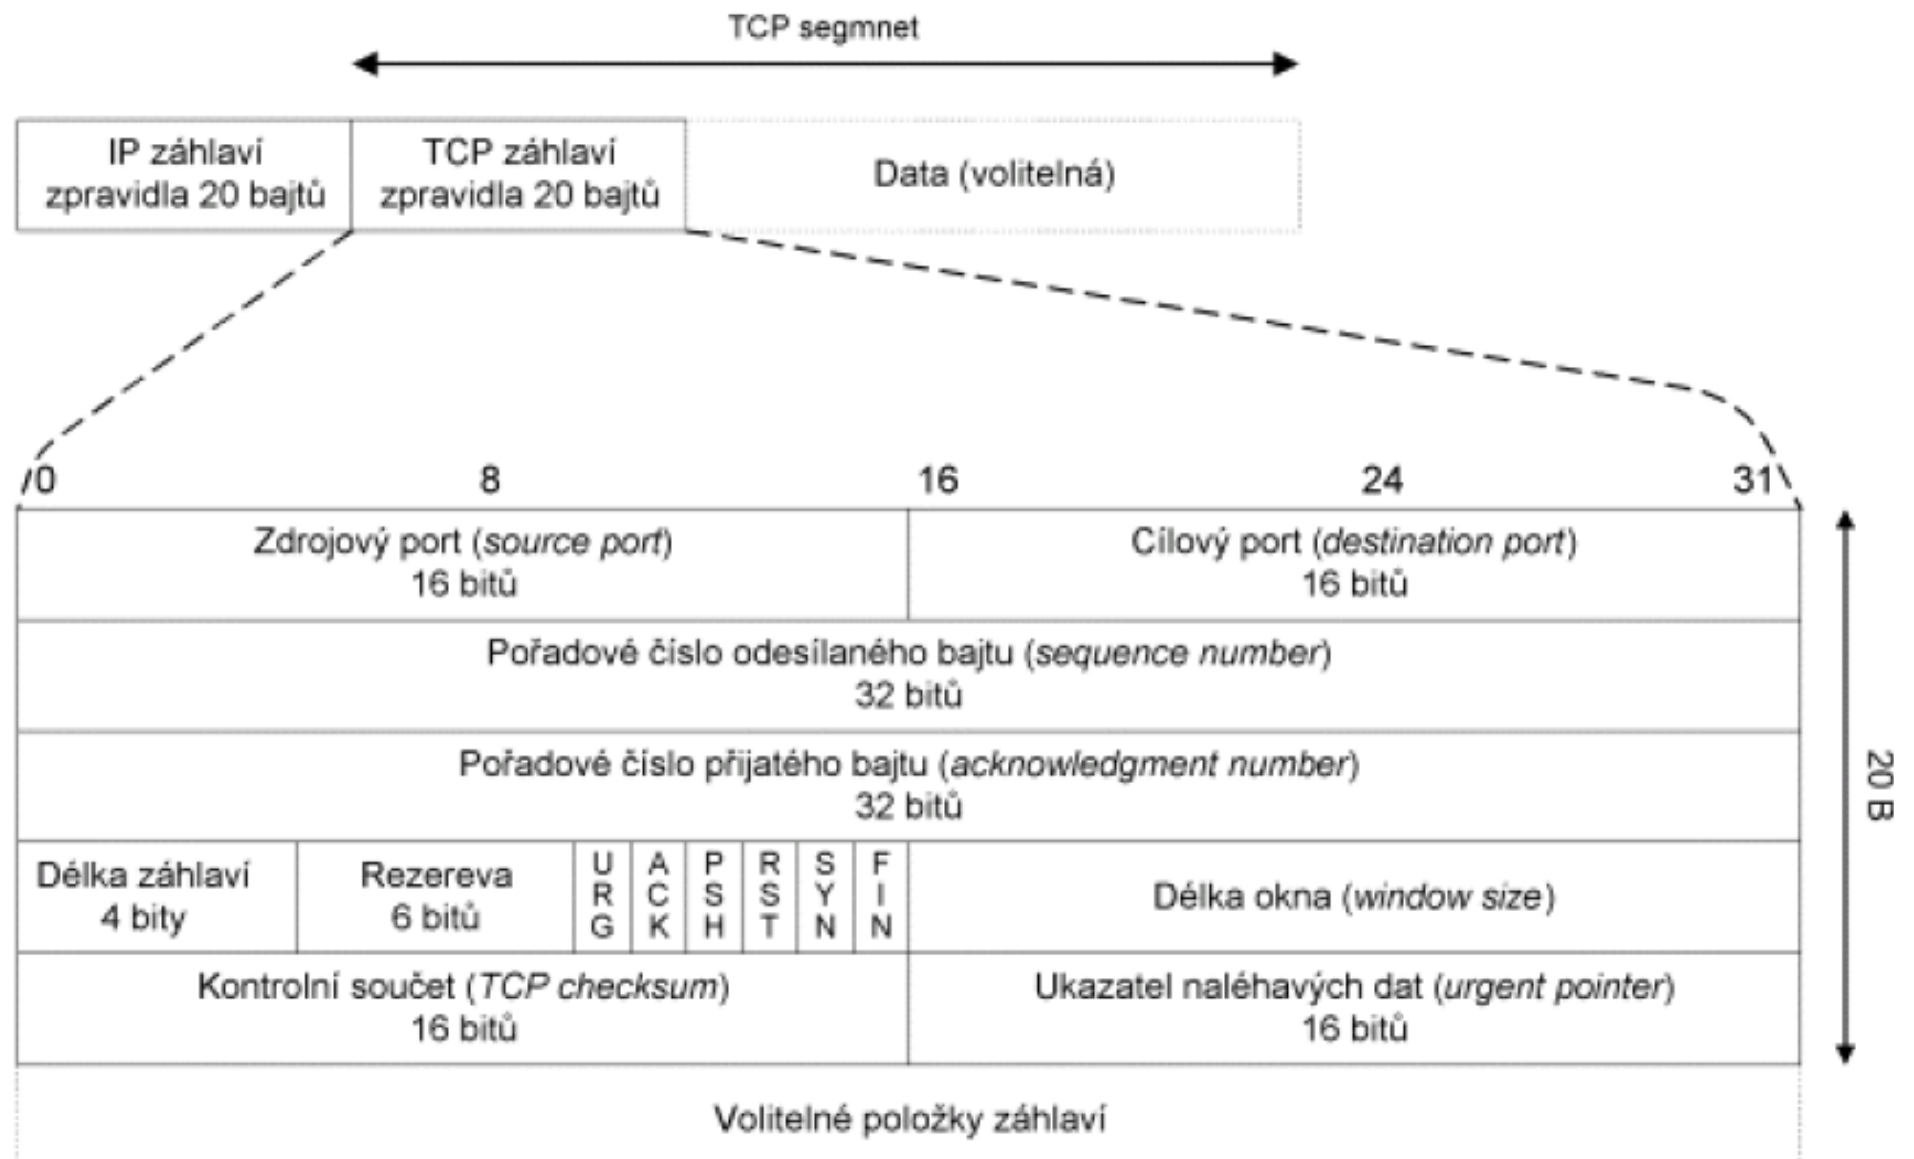 TCP segmnet
IP záhlaví
zpravidla 20 bajtů
TCP záhlaví
zpravidla 20 bajtů
Data (volitelná)
0 8 16 24 31
Zdrojový port (source port)
16 bitů
Cílový port (destination port)
16 bitů
Pořadové číslo odesílaného bajtu (sequence number)
32 bitů
Pořadové číslo přijatého bajtu (acknowledgment number)
32 bitů
Délka záhlaví
4 bity
Rezereva
6 bitů
URG
ACK
PSH
RST
SYN
FIN
Délka okna (window size)
Kontrolní součet (TCP checksum)
16 bitů
Ukazatel naléhavých dat (urgent pointer)
16 bitů
20 B
Volitelné položky záhlaví